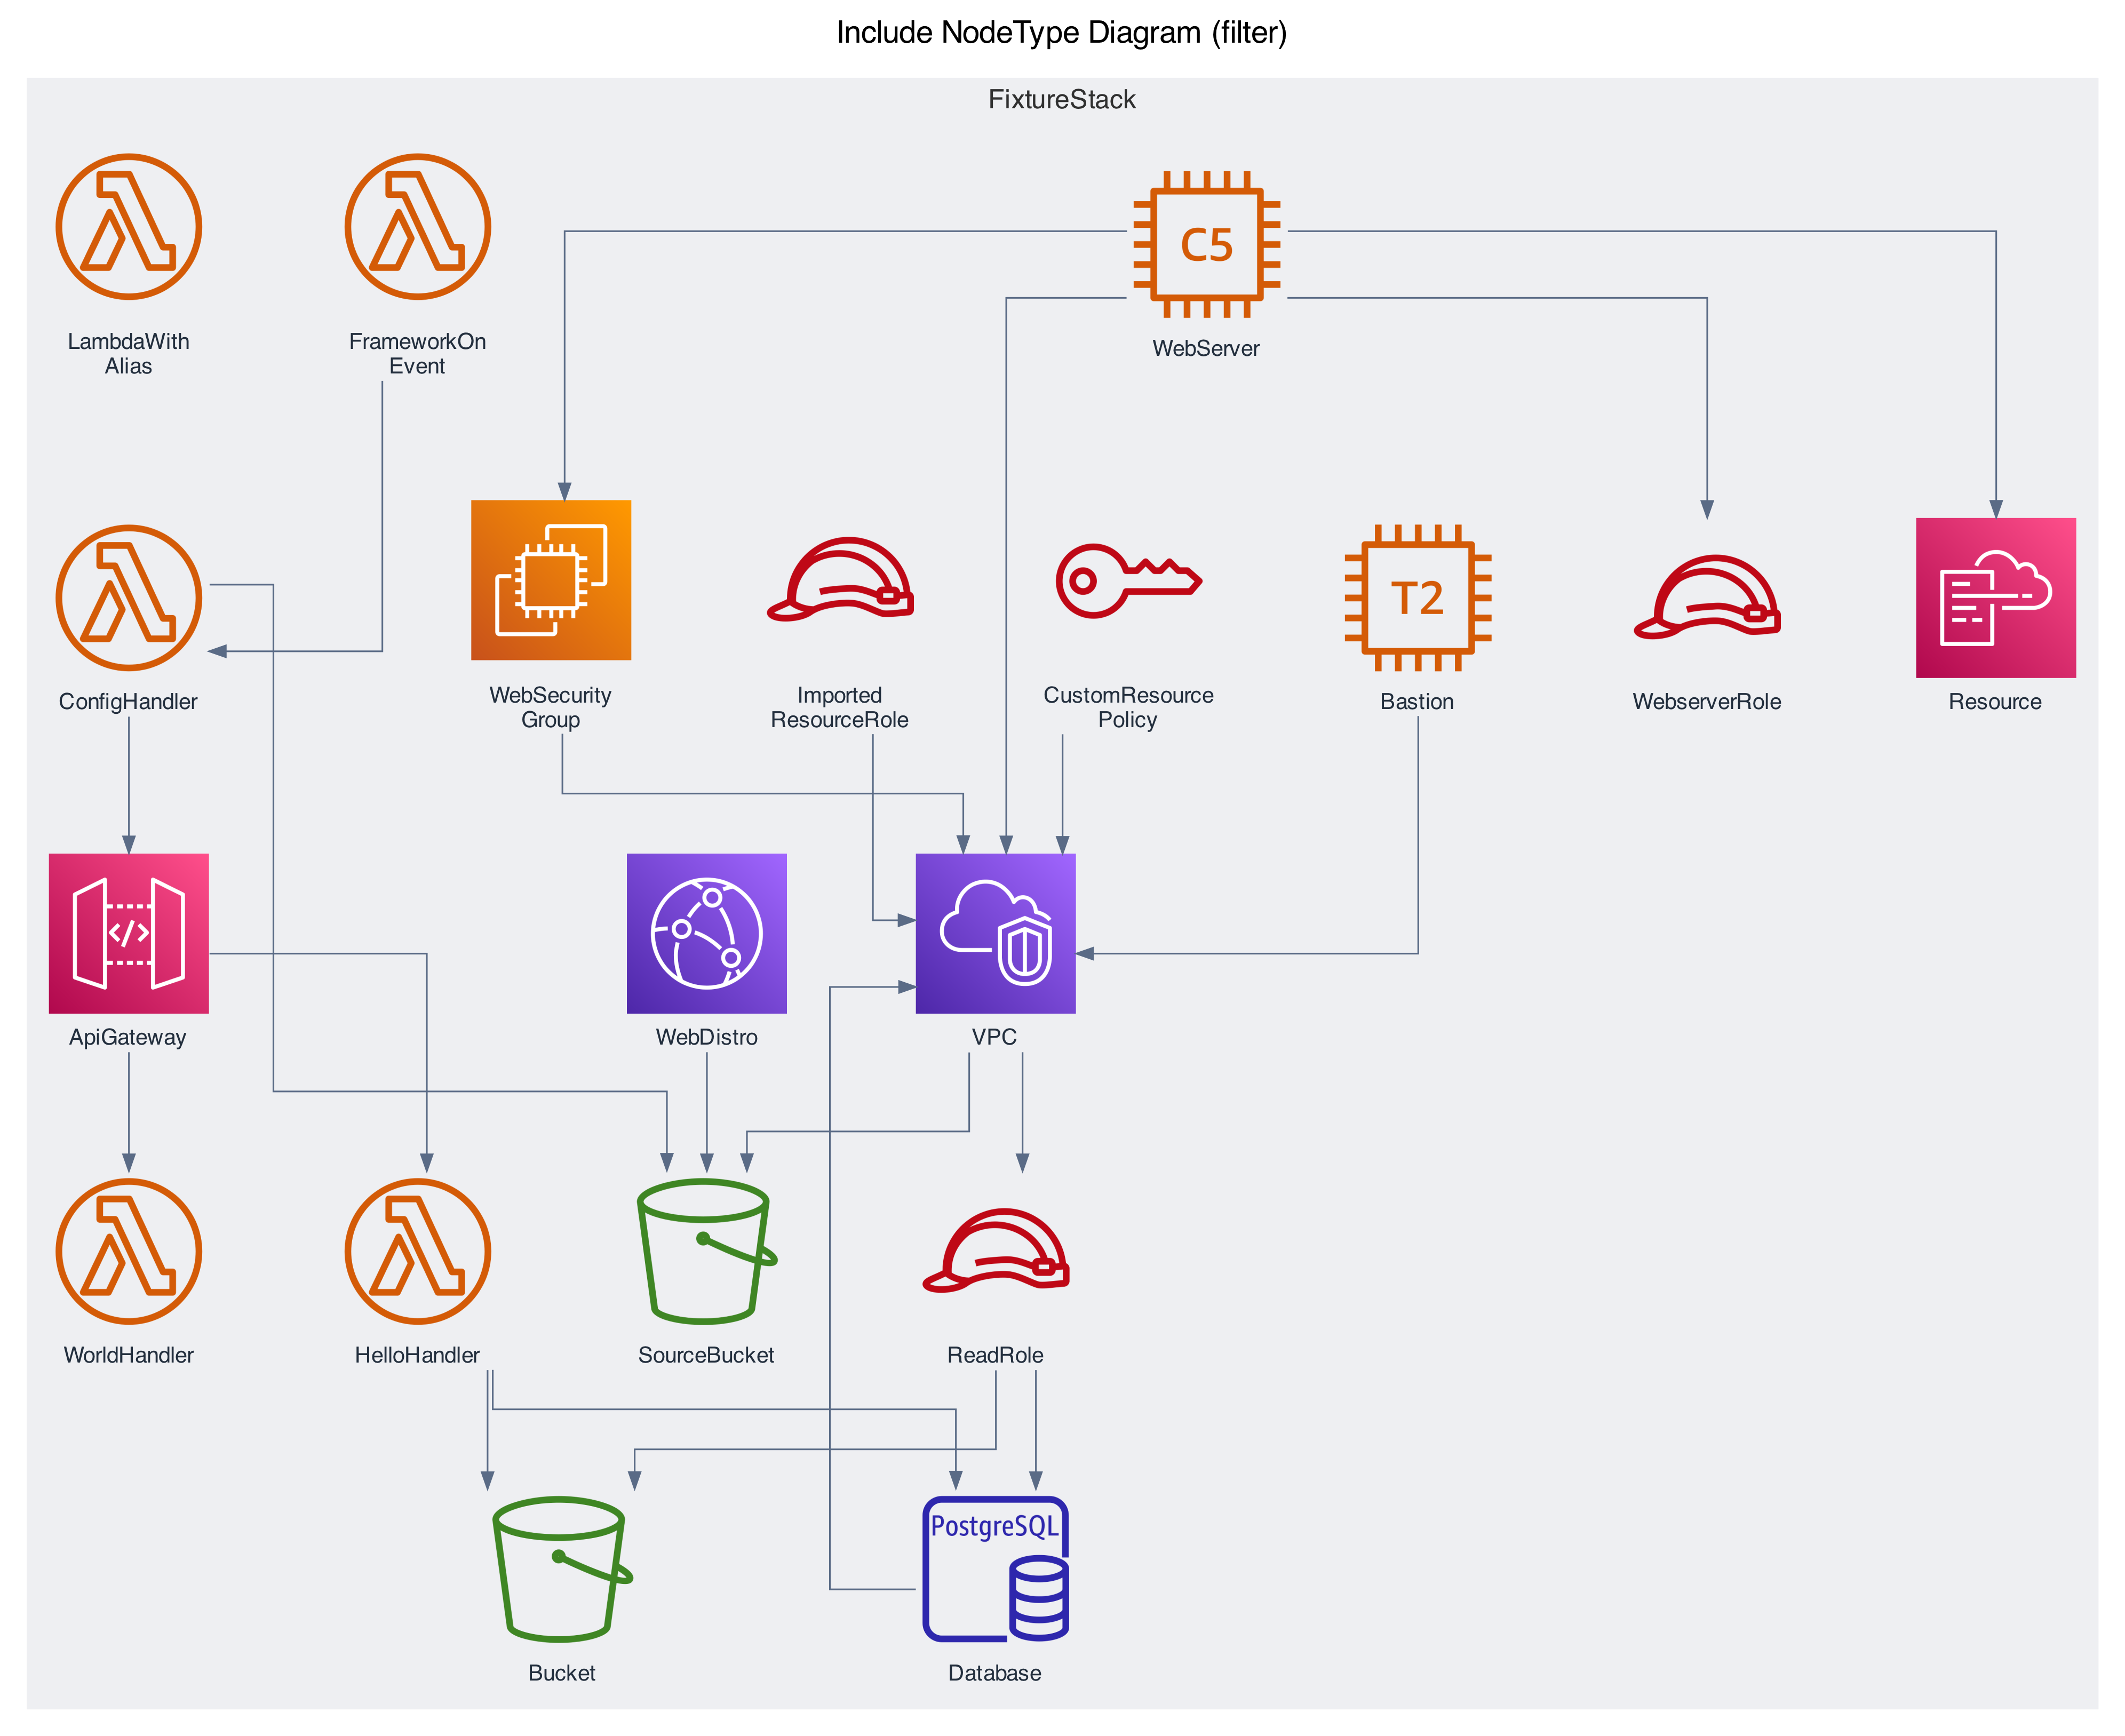 Include NodeType Diagram (filter)
FixtureStack
C5
LambdaWith
Alias
FrameworkOn
Event
WebServer
T2
ConfigHandler
WebSecurity
Group
Imported
ResourceRole
CustomResource
Policy
Bastion
WebserverRole
Resource
</>
ApiGateway
WebDistro
VPC
WorldHandler
HelloHandler
SourceBucket
ReadRole
PostgreSQL
Bucket
Database